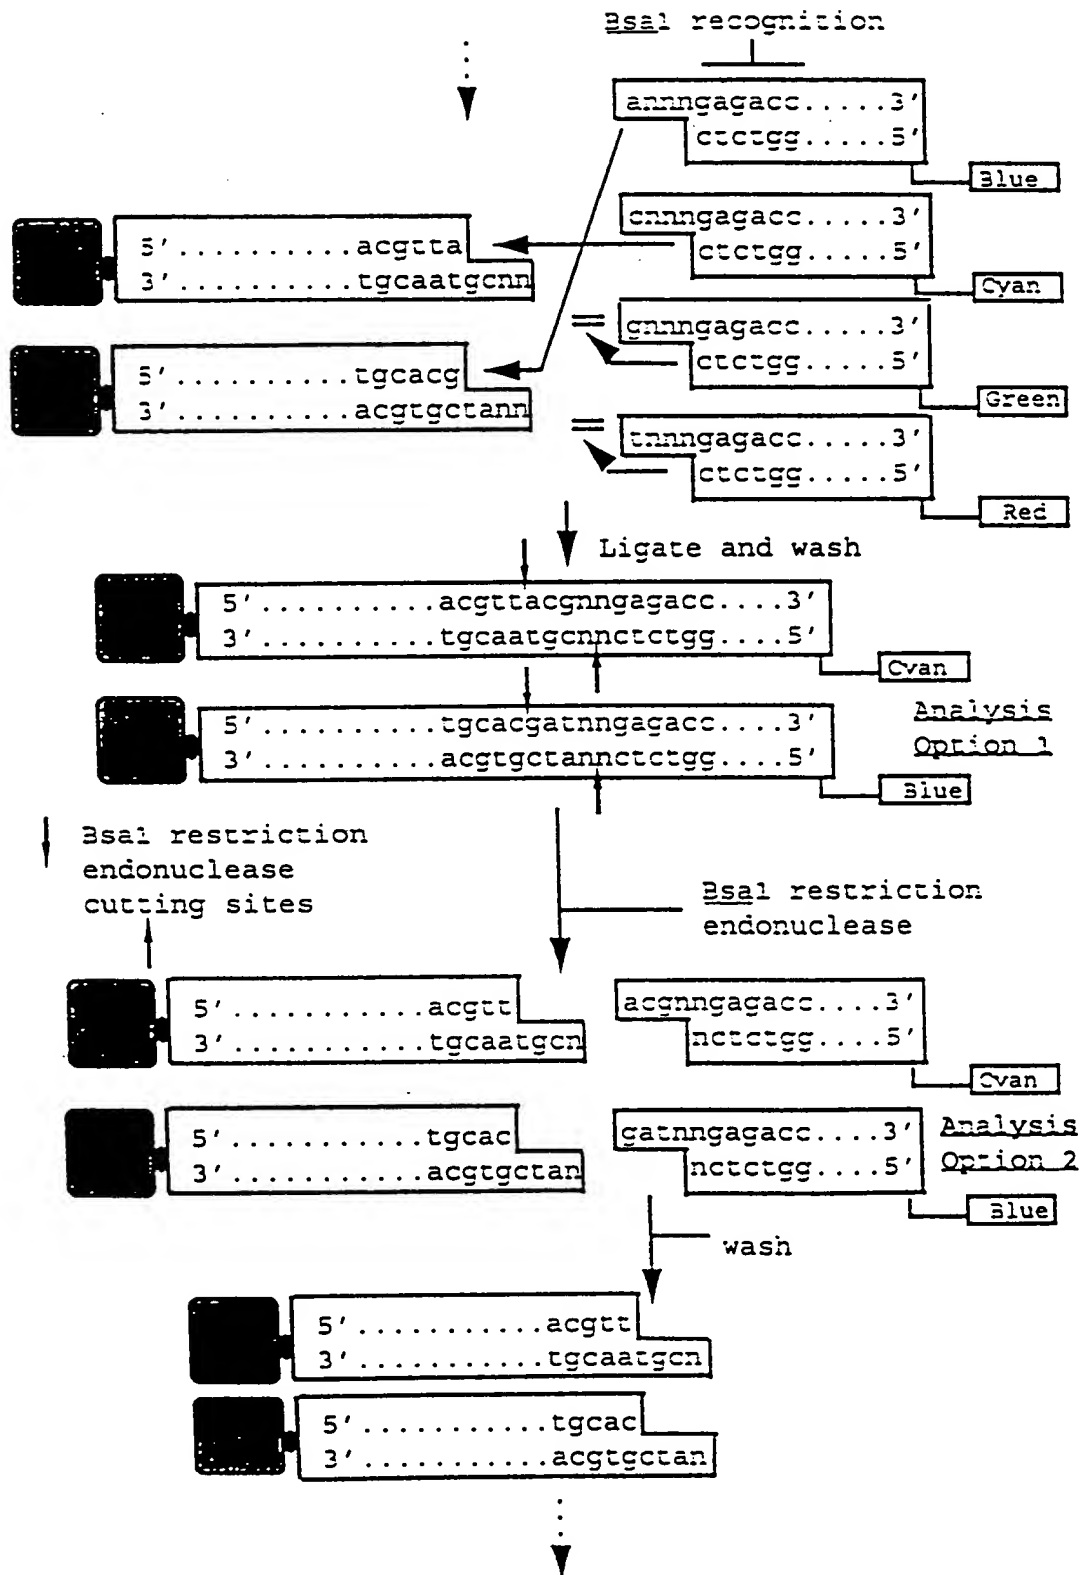 Bsa1 recognition
annngagacc.....3'
ctctgg.....5'
Blue
cnnngagacc.....3'
ctctgg.....5'
Cyan
5'..........acgtta
3'..........tgcaatgcnn
gnnngagacc.....3'
ctctgg.....5'
Green
5'..........tgcacg
3'..........acgtgctann
tnnngagacc.....3'
ctctgg.....5'
Red
Ligate and wash
5'..........acgttacgnngagacc....3'
3'..........tgcaatgcnnctctgg....5'
Cyan
5'..........tgcacgatnngagacc....3'
3'..........acgtgctannctctgg....5'
Blue
Analysis
Option 1
Bsa1 restriction
endonuclease
cutting sites
Bsa1 restriction
endonuclease
5'...........acgtt
3'...........tgcaatgcn
acgnngagacc....3'
nctctgg....5'
Cyan
5'...........tgcac
3'...........acgtgctan
gatnngagacc....3'
nctctgg....5'
Blue
Analysis
Option 2
wash
5'...........acgtt
3'...........tgcaatgcn
5'...........tgcac
3'...........acgtgctan